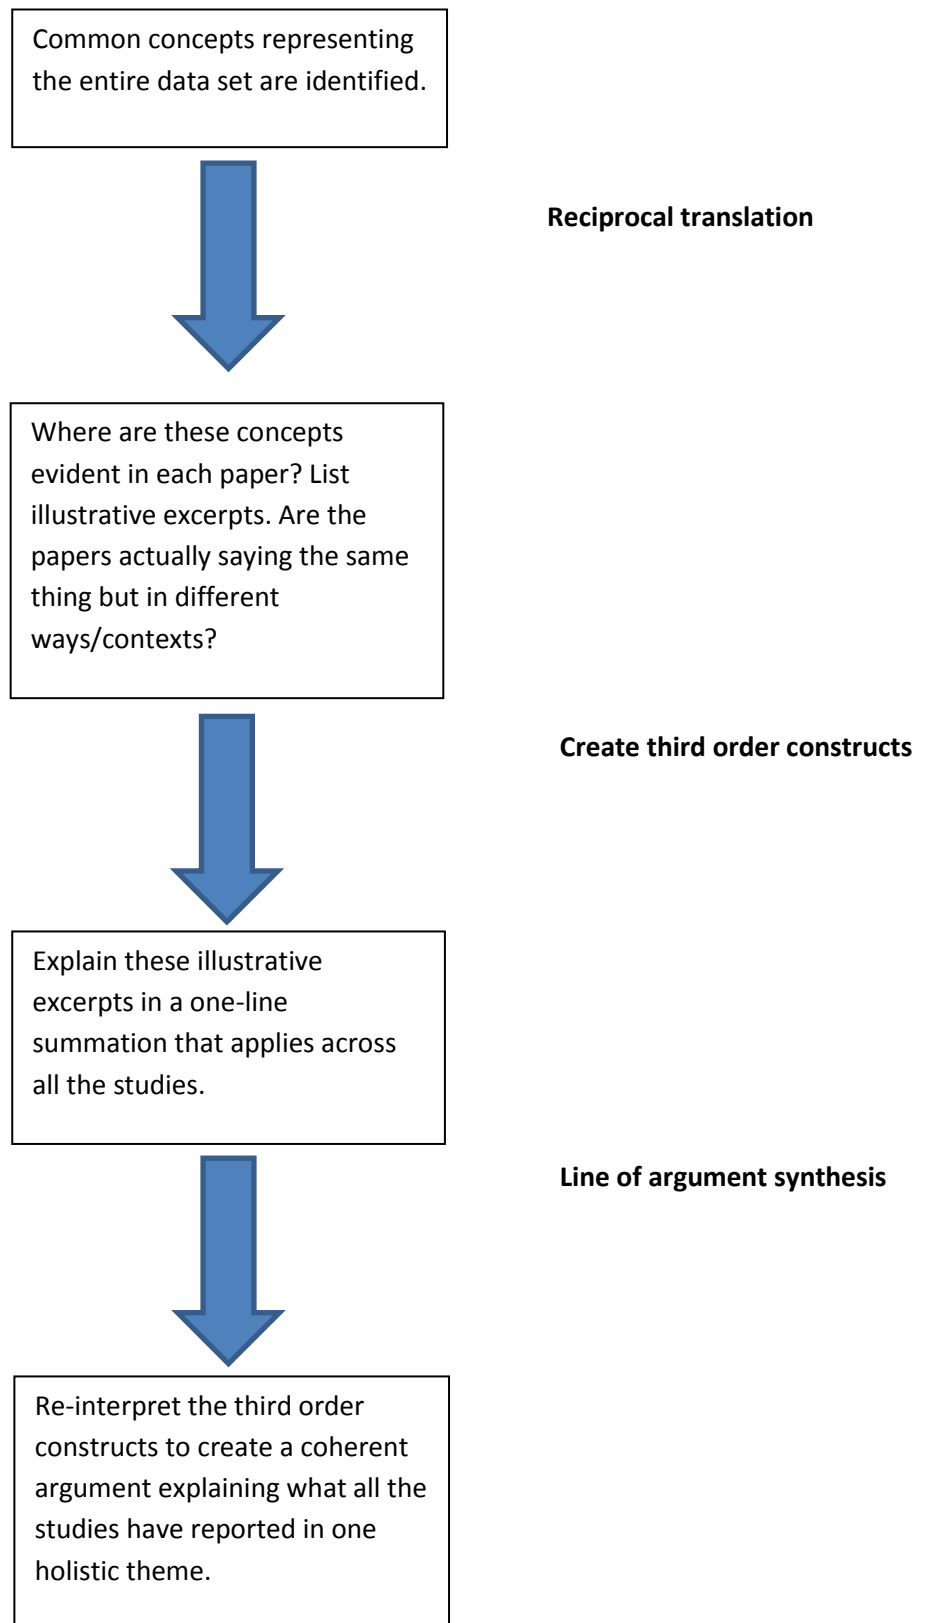 Common concepts representing
the entire data set are identified.
Reciprocal translation
Where are these concepts
evident in each paper? List
illustrative excerpts. Are the
papers actually saying the same
thing but in different
ways/contexts?
Create third order constructs
Explain these illustrative
excerpts in a one-line
summation that applies across
all the studies.
Line of argument synthesis
Re-interpret the third order
constructs to create a coherent
argument explaining what all the
studies have reported in one
holistic theme.